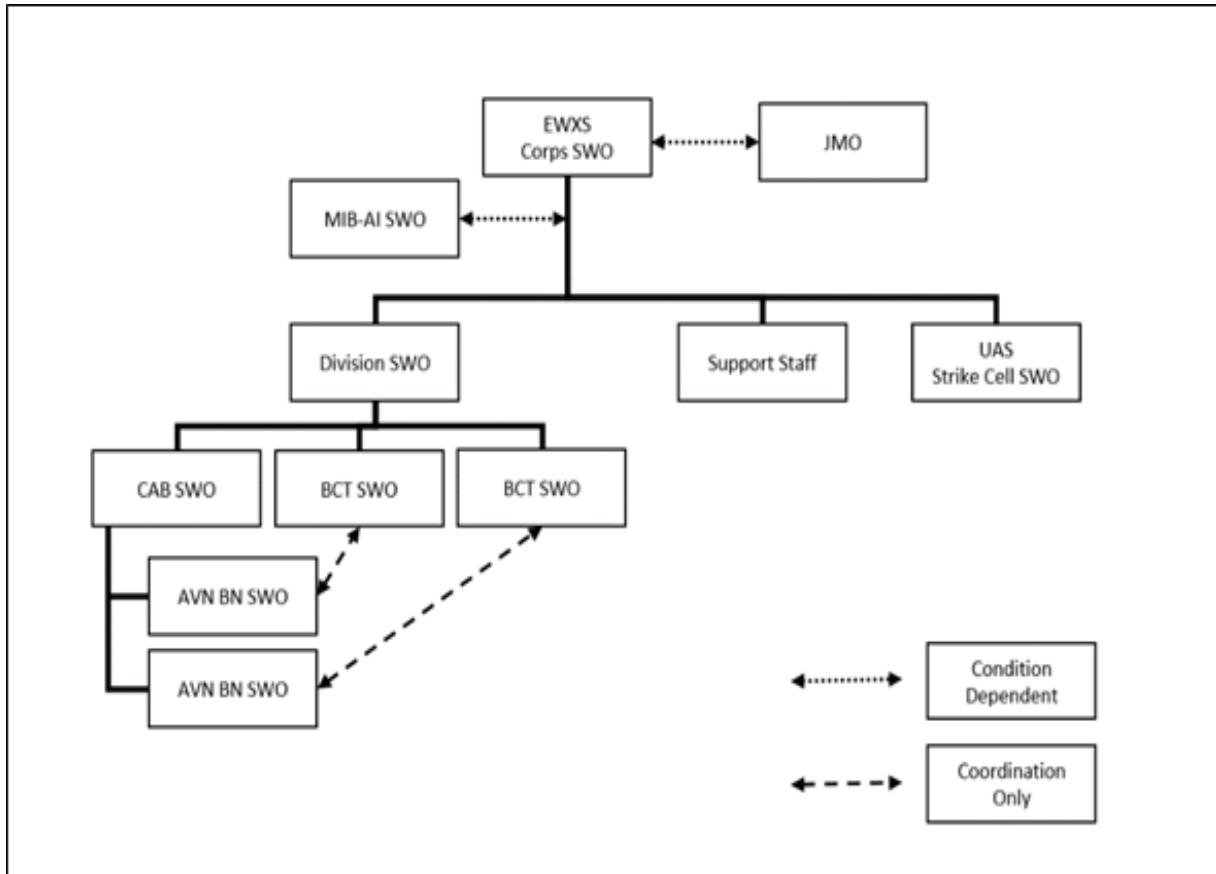 EWXS
Corps SWO
JMO
MIB-AI SWO
Division SWO
Support Staff
UAS
Strike Cell SWO
CAB SWO
BCT SWO
BCT SWO
AVN BN SWO
AVN BN SWO
Condition
Dependent
Coordination
Only